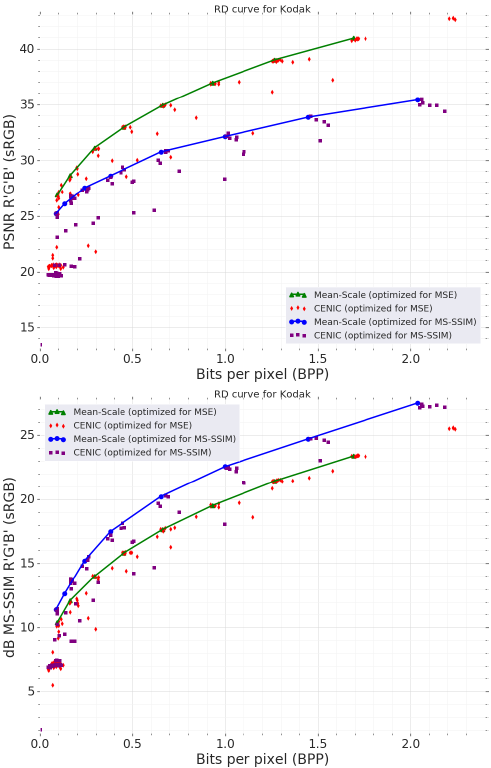 RD curve for Kodak
PSNR R'G'B' (sRGB)
40
35
30
25
20
15
Mean-Scale (optimized for MSE)
CENIC (optimized for MSE)
Mean-Scale (optimized for MS-SSIM)
CENIC (optimized for MS-SSIM)
0.0 0.5 1.0 1.5 2.0
Bits per pixel (BPP)
RD curve for Kodak
dB MS-SSIM R'G'B' (sRGB)
Mean-Scale (optimized for MSE)
CENIC (optimized for MSE)
Mean-Scale (optimized for MS-SSIM)
CENIC (optimized for MS-SSIM)
25
20
15
10
5
2
0.0 0.5 1.0 1.5 2.0
Bits per pixel (BPP)